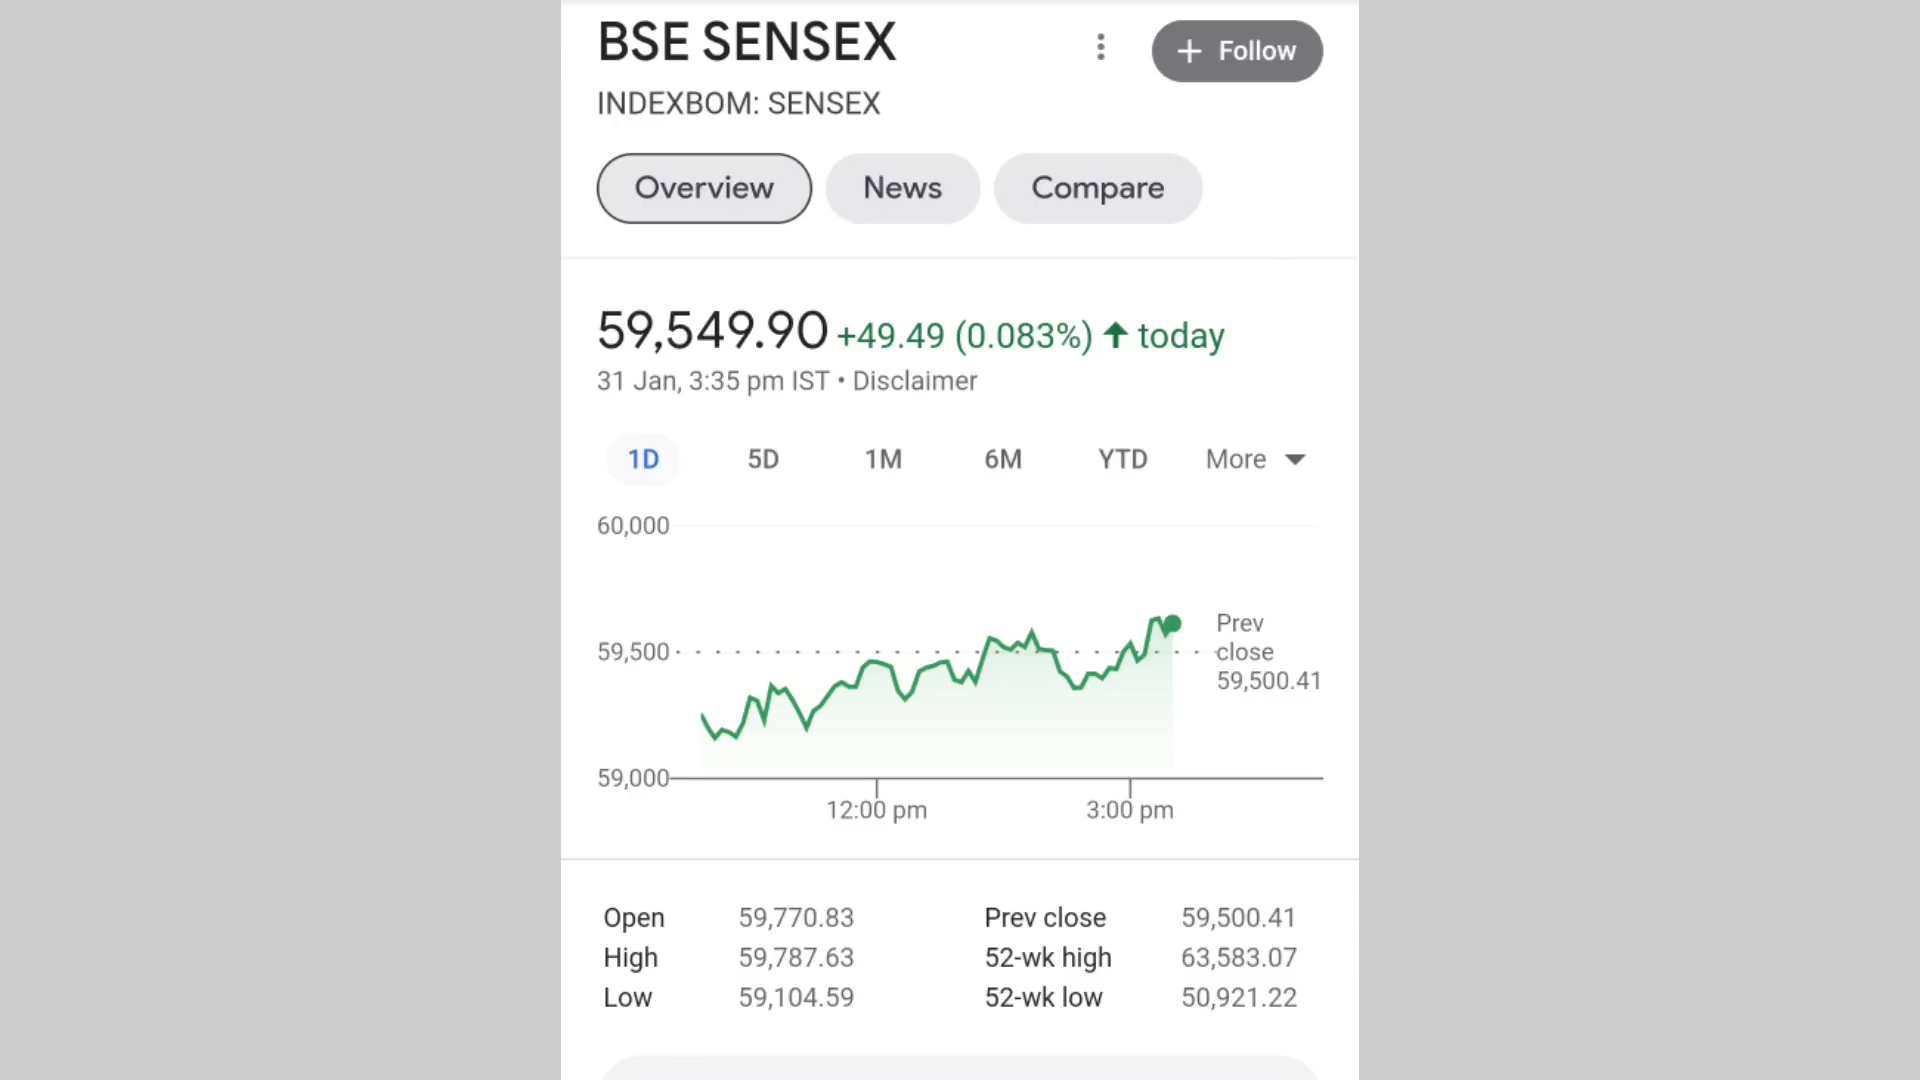 BSE SENSEX
+ Follow
INDEXBOM: SENSEX
Overview
News
Compare
59,549.90 +49.49 (0.083%) ↑ today
31 Jan, 3:35 pm IST • Disclaimer
1D 5D 1M 6M YTD More
60,000
59,500
59,000
Prev
close
59,500.41
12:00 pm 3:00 pm
Open 59,770.83 Prev close 59,500.41
High 59,787.63 52-wk high 63,583.07
Low 59,104.59 52-wk low 50,921.22